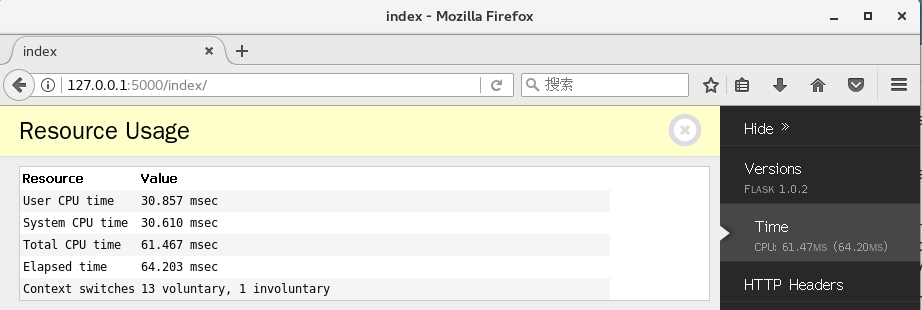 index - Mozilla Firefox
index
127.0.0.1:5000/index/
搜索
Resource Usage
Resource Value
User CPU time 30.857 msec
System CPU time 30.610 msec
Total CPU time 61.467 msec
Elapsed time 64.203 msec
Context switches 13 voluntary, 1 involuntary
Hide »
Versions
FLASK 1.0.2
Time
CPU: 61.47MS (64.20MS)
HTTP Headers